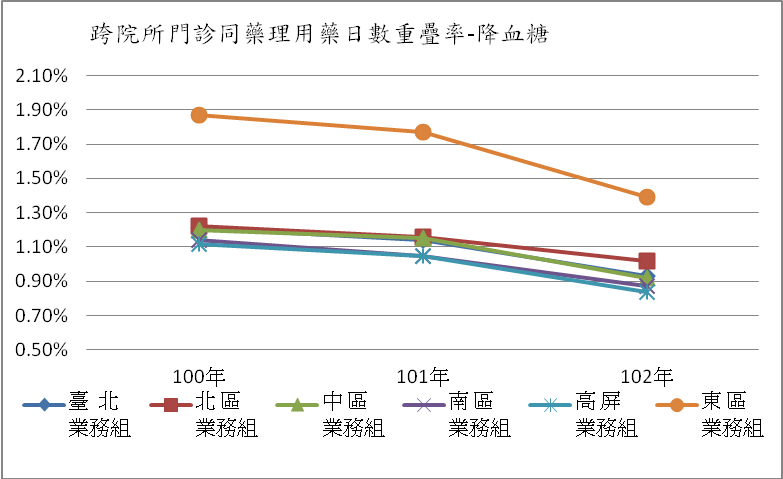 跨院所門診同藥理用藥日數重疊率-降血糖
2.10%
1.90%
1.70%
1.50%
1.30%
1.10%
0.90%
0.70%
0.50%
100年 101年 102年
臺 北 北區 中區 南區 高屏 東區
業務組 業務組 業務組 業務組 業務組 業務組